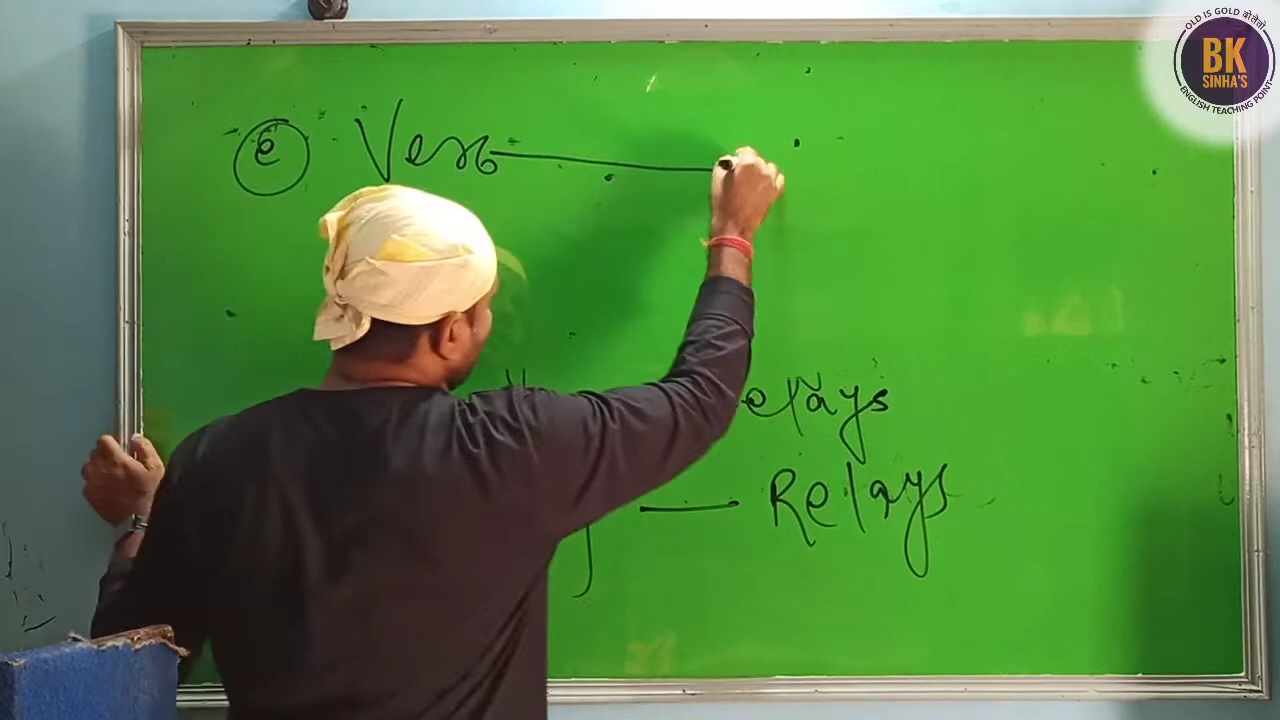 OLD IS GOLD बोलेतो
BK
SINHA'S
ENGLISH TEACHING POINT
e Verb
elays
y — Relays